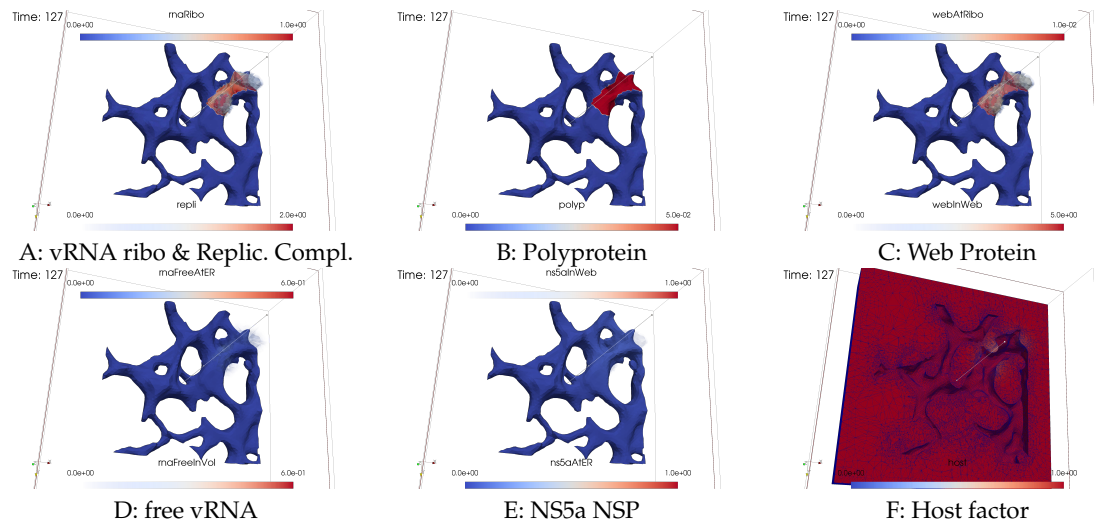 Time: 127
rnaRibo
0.0e+00 1.0e+00
repli
0.0e+00 2.0e+00
A: vRNA ribo & Replic. Compl.
Time: 127
polyp
0.0e+00 5.0e-02
B: Polyprotein
Time: 127
webAtRibo
0.0e+00 1.0e-02
webInWeb
0.0e+00 5.0e+00
C: Web Protein
Time: 127
rnaFreeAtER
0.0e+00 6.0e-01
rnaFreeInVol
0.0e+00 6.0e-01
D: free vRNA
Time: 127
ns5aInWeb
0.0e+00 1.0e+00
ns5aAtER
0.0e+00 1.0e+00
E: NS5a NSP
Time: 127
host
0.0e+00 1.0e+00
F: Host factor